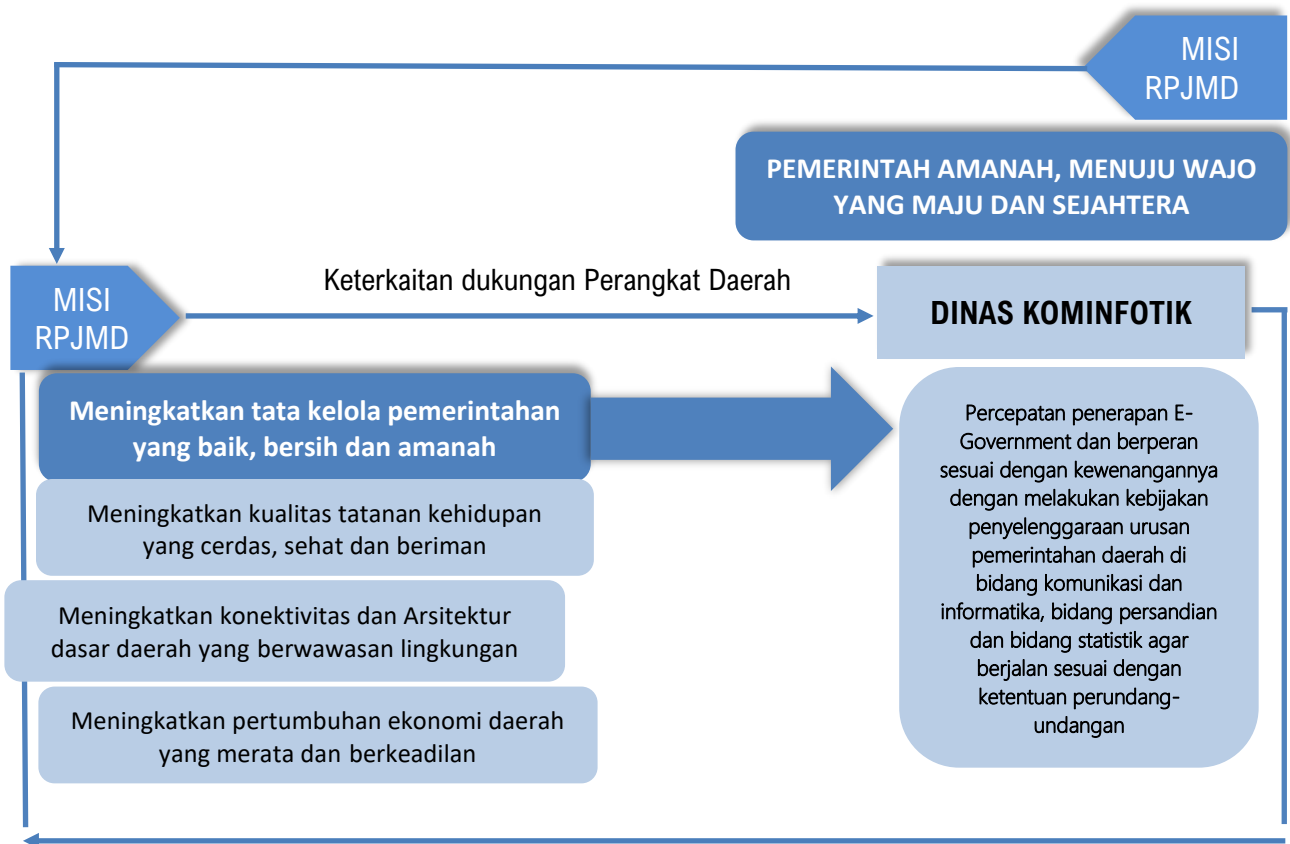 MISI
RPJMD
PEMERINTAH AMANAH, MENUJU WAJO
YANG MAJU DAN SEJAHTERA
MISI
RPJMD
Keterkaitan dukungan Perangkat Daerah
DINAS KOMINFOTIK
Meningkatkan tata kelola pemerintahan
yang baik, bersih dan amanah
Meningkatkan kualitas tatanan kehidupan
yang cerdas, sehat dan beriman
Meningkatkan konektivitas dan Arsitektur
dasar daerah yang berwawasan lingkungan
Meningkatkan pertumbuhan ekonomi daerah
yang merata dan berkeadilan
Percepatan penerapan E-
Government dan berperan
sesuai dengan kewenangannya
dengan melakukan kebijakan
penyelenggaraan urusan
pemerintahan daerah di
bidang komunikasi dan
informatika, bidang persandian
dan bidang statistik agar
berjalan sesuai dengan
ketentuan perundang-
undangan